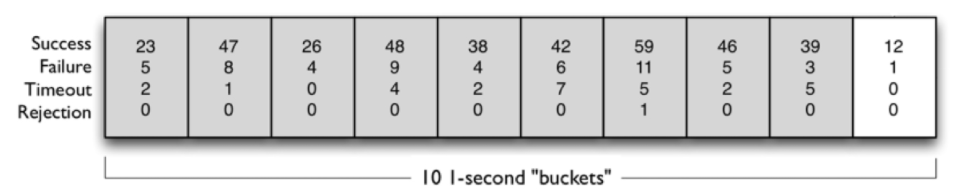 Success 23 47 26 48 38 42 59 46 39 12
Failure 5 8 4 9 4 6 11 5 3 1
Timeout 2 1 0 4 2 7 5 2 5 0
Rejection 0 0 0 0 0 0 1 0 0 0
10 1-second "buckets"